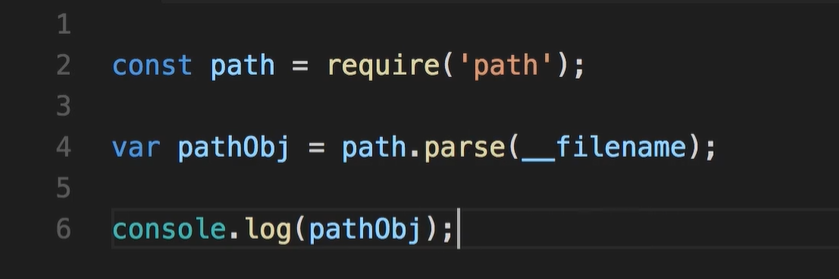 1
2 const path = require('path');
3
4 var pathObj = path.parse(__filename);
5
6 console.log(pathObj);